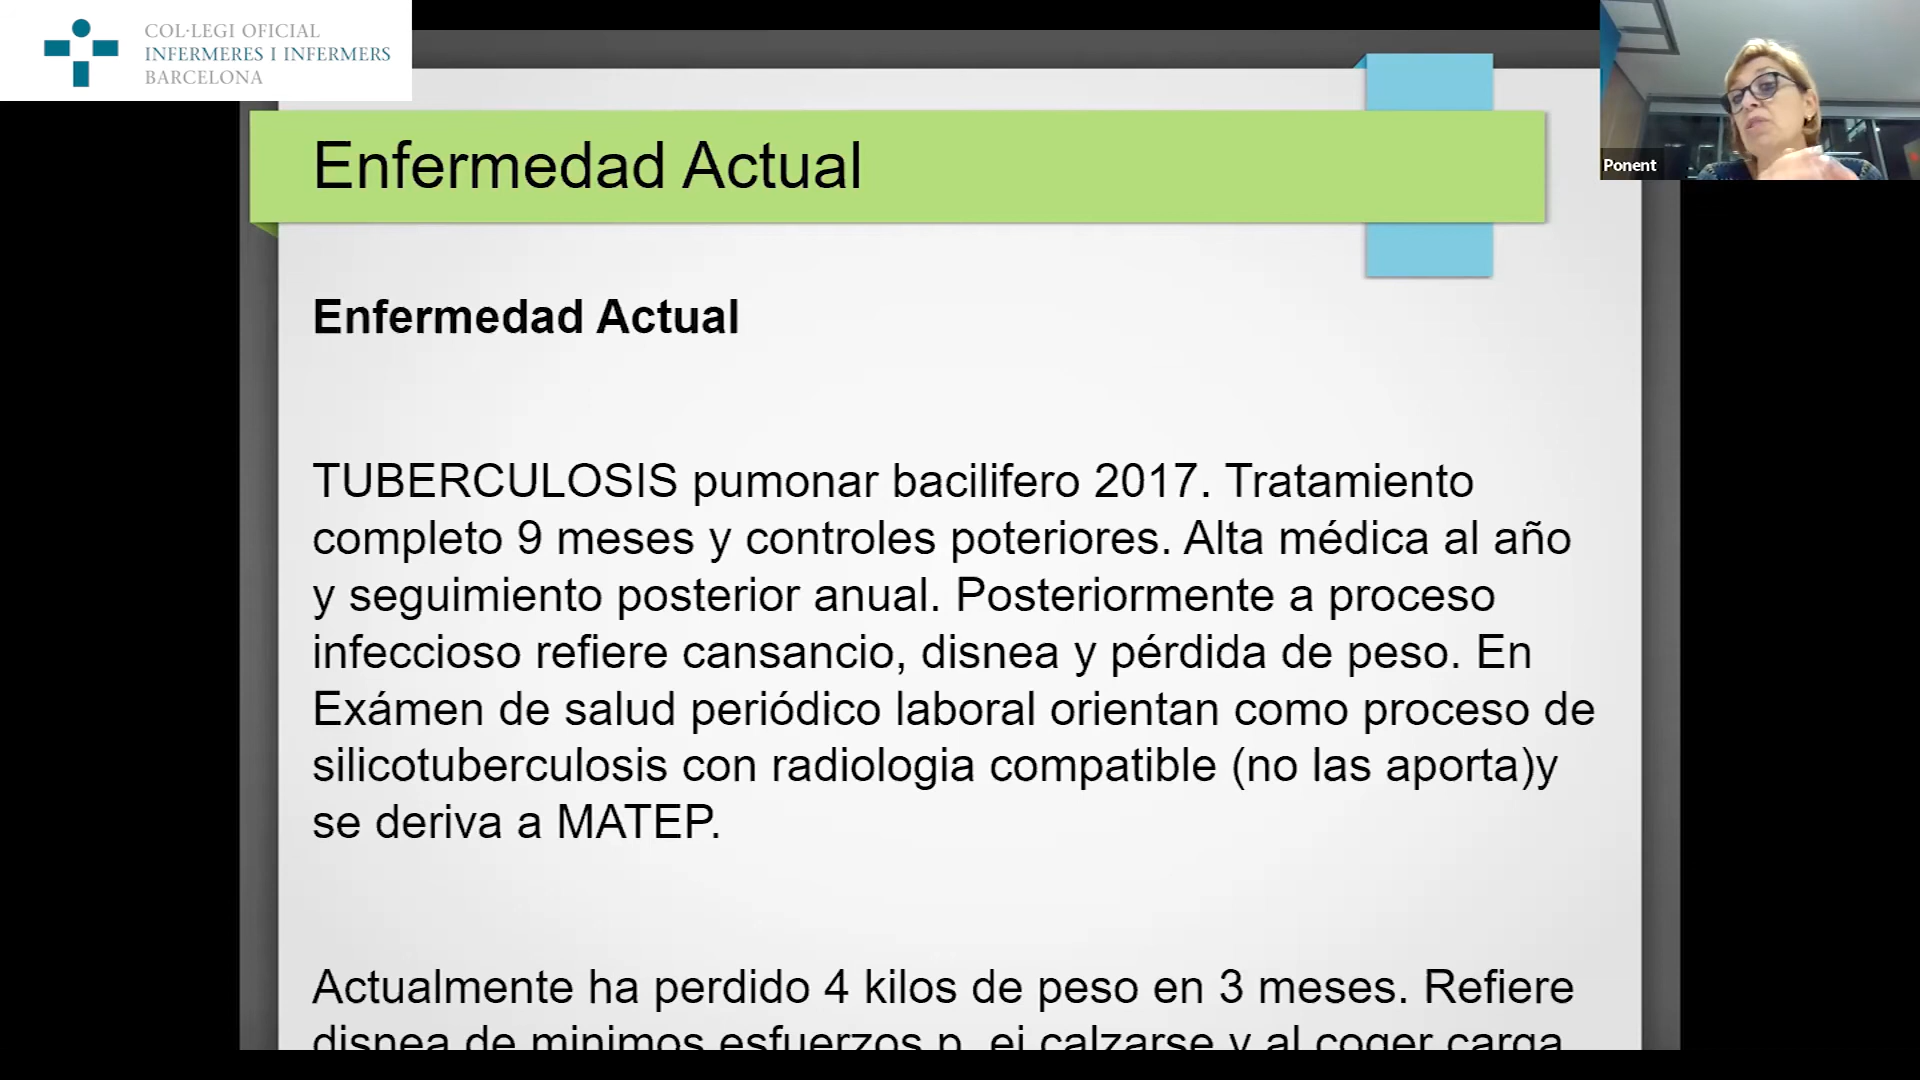 COL·LEGI OFICIAL
INFERMERES I INFERMERS
BARCELONA
Ponent
Enfermedad Actual
Enfermedad Actual
TUBERCULOSIS pumonar bacilifero 2017. Tratamiento
completo 9 meses y controles poteriores. Alta médica al año
y seguimiento posterior anual. Posteriormente a proceso
infeccioso refiere cansancio, disnea y pérdida de peso. En
Exámen de salud periódico laboral orientan como proceso de
silicotuberculosis con radiologia compatible (no las aporta)y
se deriva a MATEP.
Actualmente ha perdido 4 kilos de peso en 3 meses. Refiere
disnea de minimos esfuerzos p. ej calzarse y al coger carga